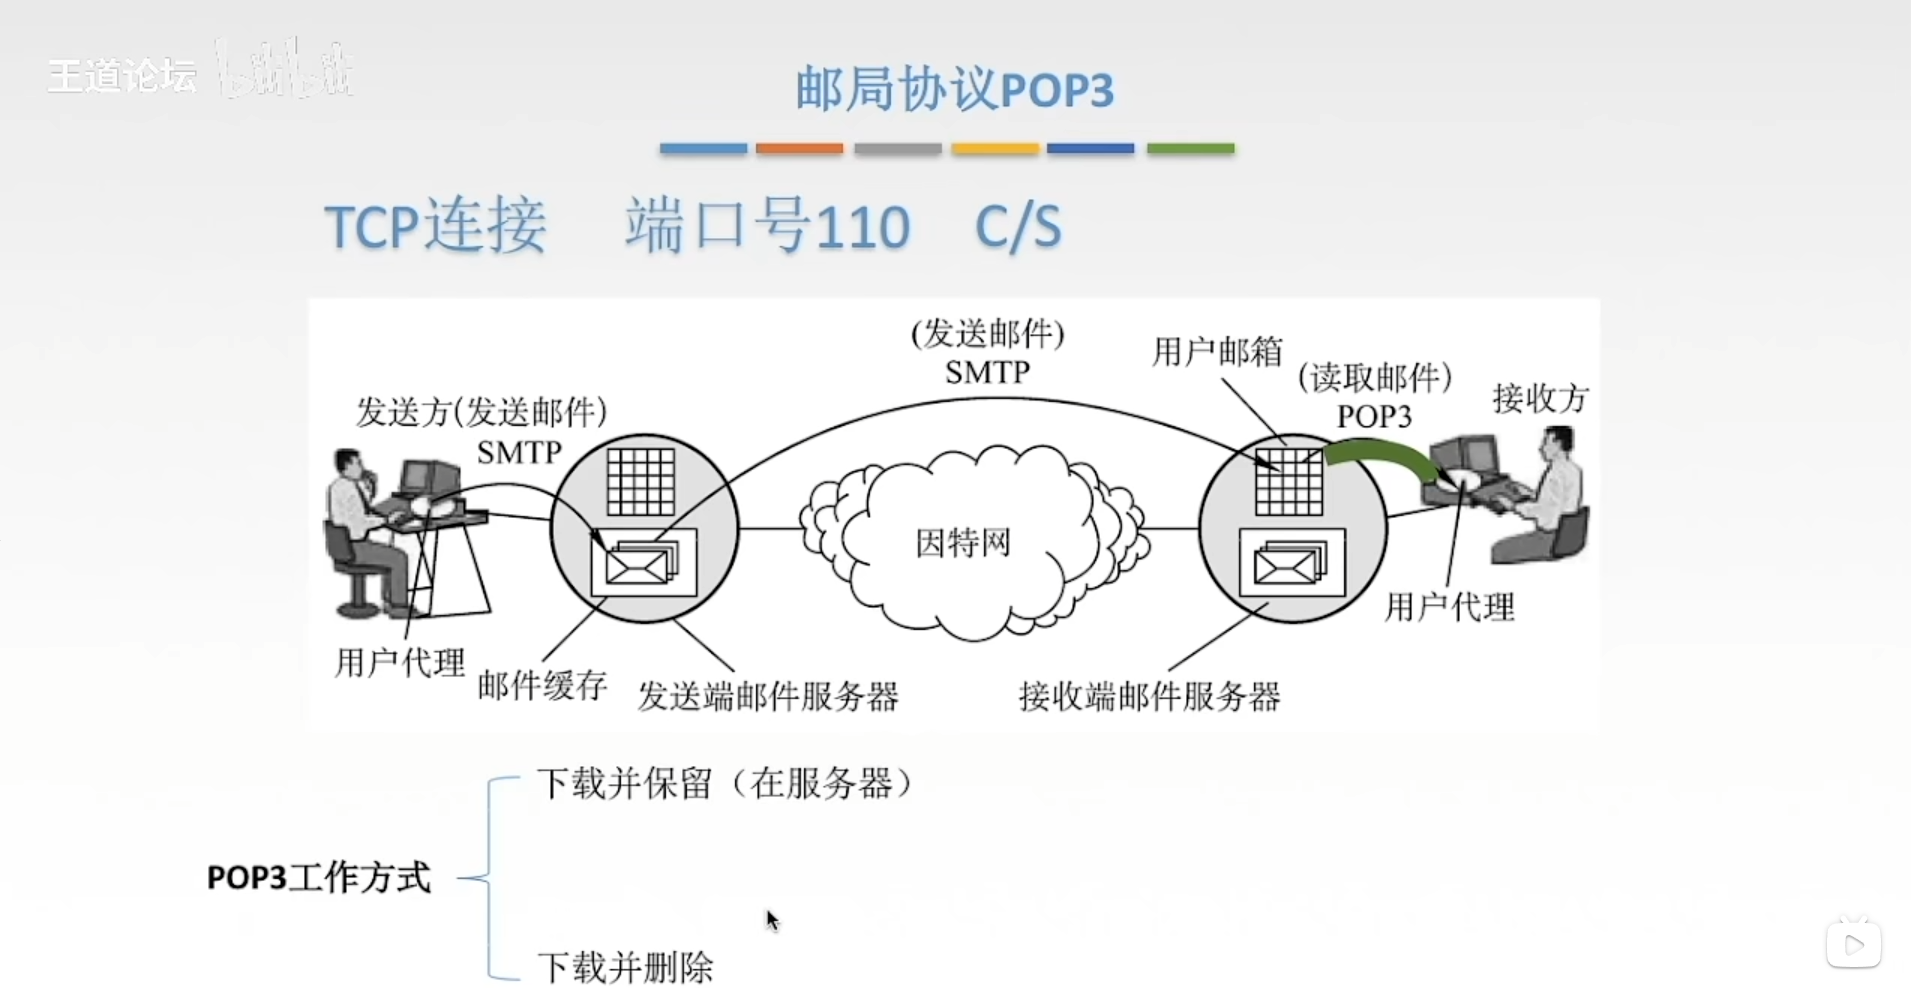 王道论坛 bilibili
邮局协议POP3
TCP连接 端口号110 C/S
(发送邮件)
SMTP
用户邮箱
(读取邮件)
POP3
接收方
发送方(发送邮件)
SMTP
因特网
用户代理
用户代理
邮件缓存
发送端邮件服务器
接收端邮件服务器
下载并保留（在服务器）
POP3工作方式
下载并删除